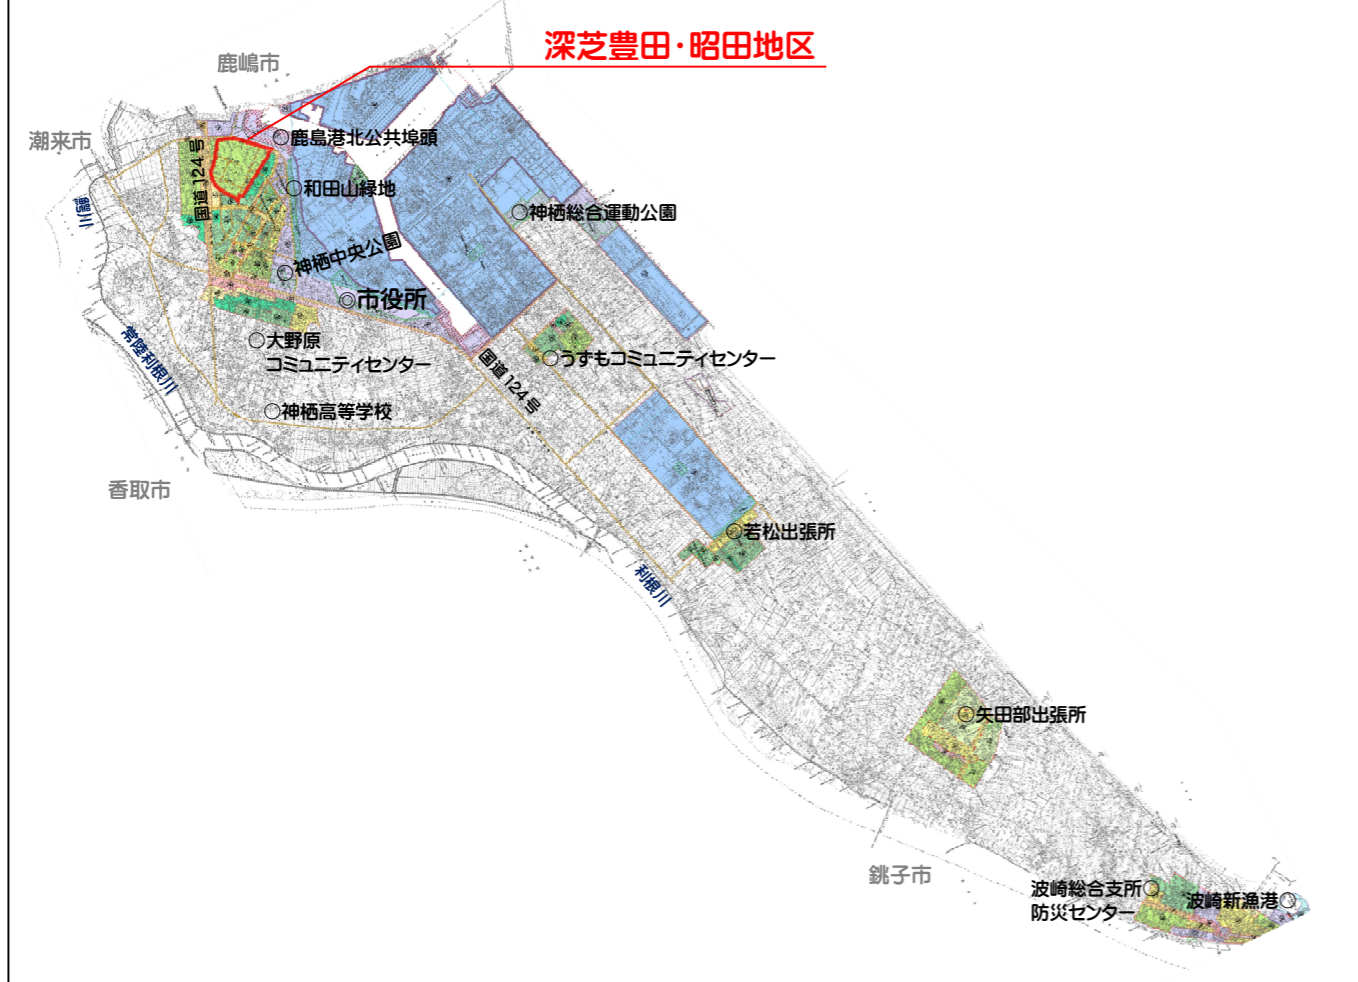 深芝豊田・昭田地区
鹿嶋市
潮来市
国道124号
鹿島港北公共埠頭
和田山緑地
鰐川
神栖総合運動公園
神栖中央公園
市役所
大野原
コミュニティセンター
常陸利根川
国道124号
うずもコミュニティセンター
神栖高等学校
香取市
若松出張所
利根川
矢田部出張所
銚子市
波崎総合支所
防災センター
波崎新漁港